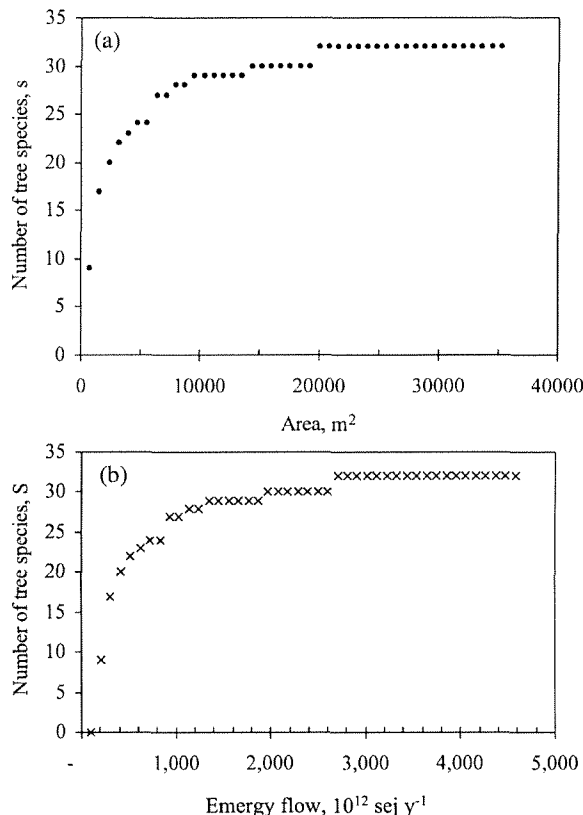 (a)
Number of tree species, s
35
30
25
20
15
10
5
0
0 10000 20000 30000 40000
Area, m²
(b)
Number of tree species, S
35
30
25
20
15
10
5
0
- 1,000 2,000 3,000 4,000 5,000
Emergy flow, 10¹² sej y⁻¹